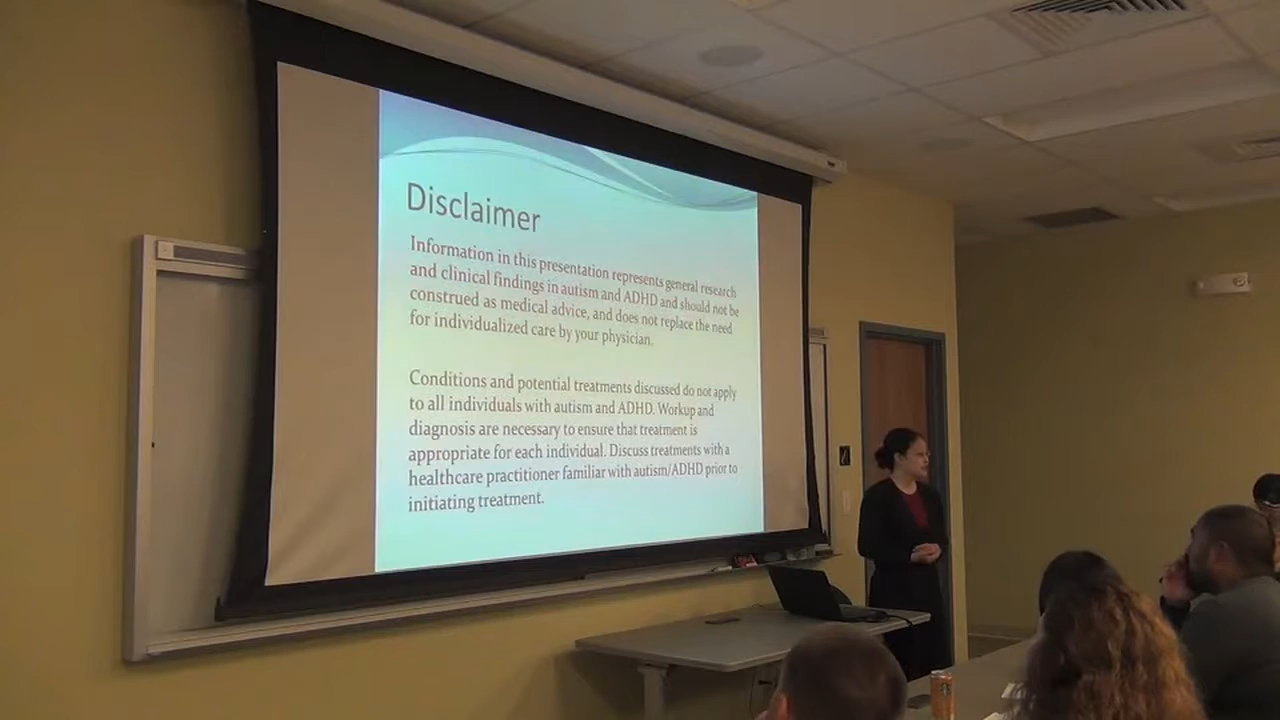 Disclaimer
Information in this presentation represents general research
and clinical findings in autism and ADHD and should not be
construed as medical advice, and does not replace the need
for individualized care by your physician.
Conditions and potential treatments discussed do not apply
to all individuals with autism and ADHD. Workup and
diagnosis are necessary to ensure that treatment is
appropriate for each individual. Discuss treatments with a
healthcare practitioner familiar with autism/ADHD prior to
initiating treatment.